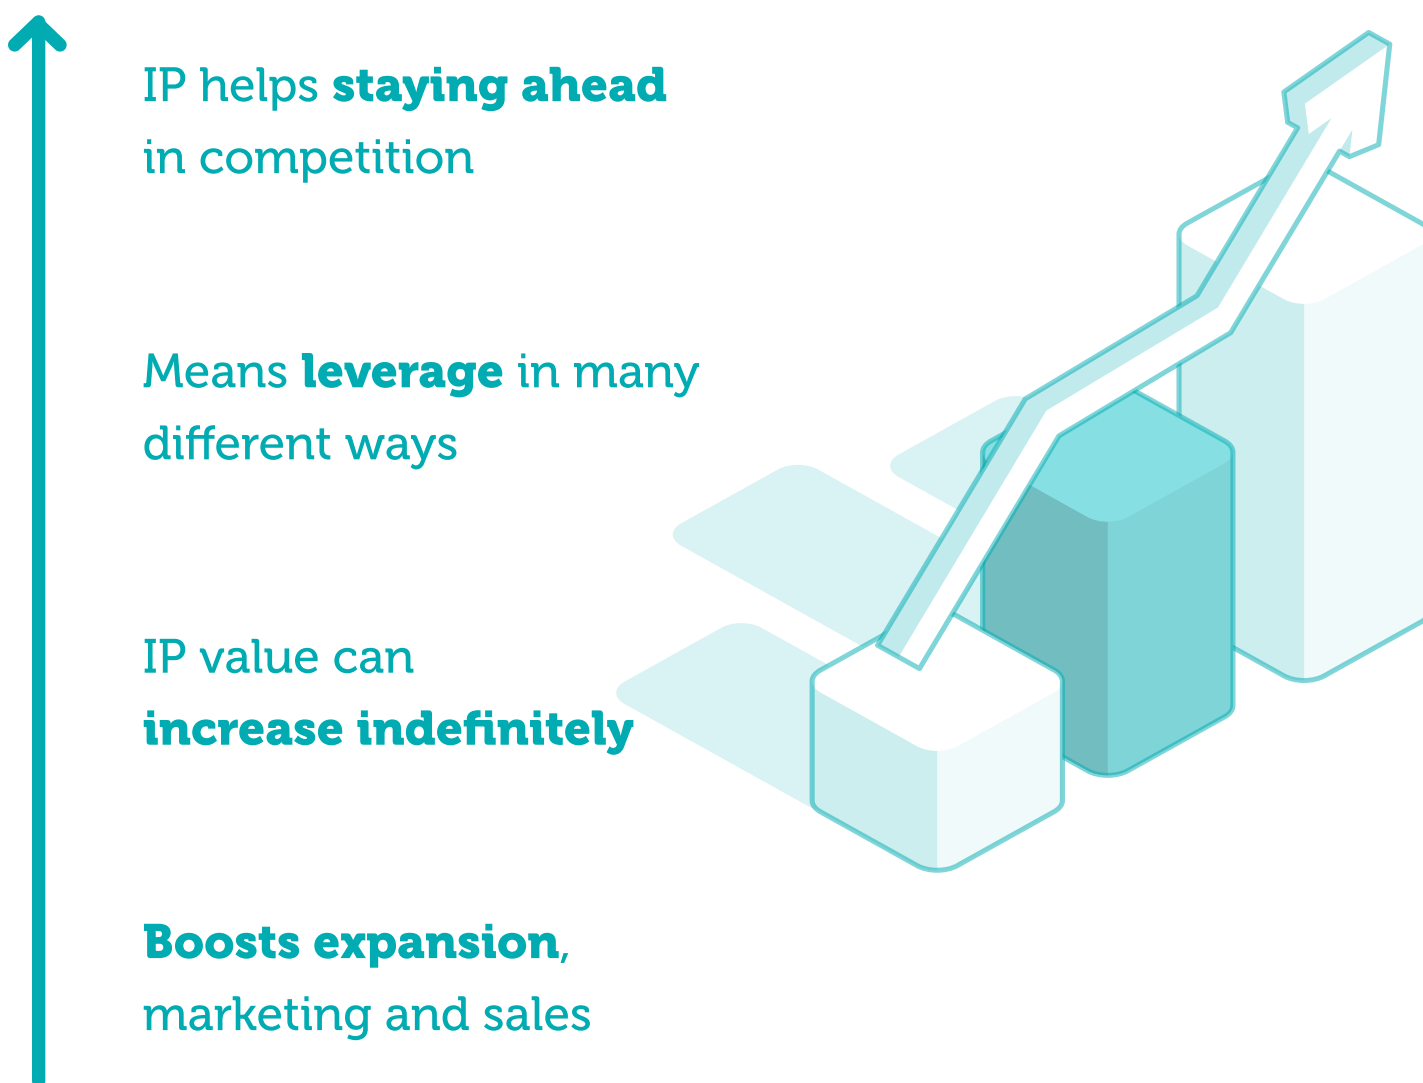 IP helps staying ahead
in competition
Means leverage in many
different ways
IP value can
increase indefinitely
Boosts expansion,
marketing and sales